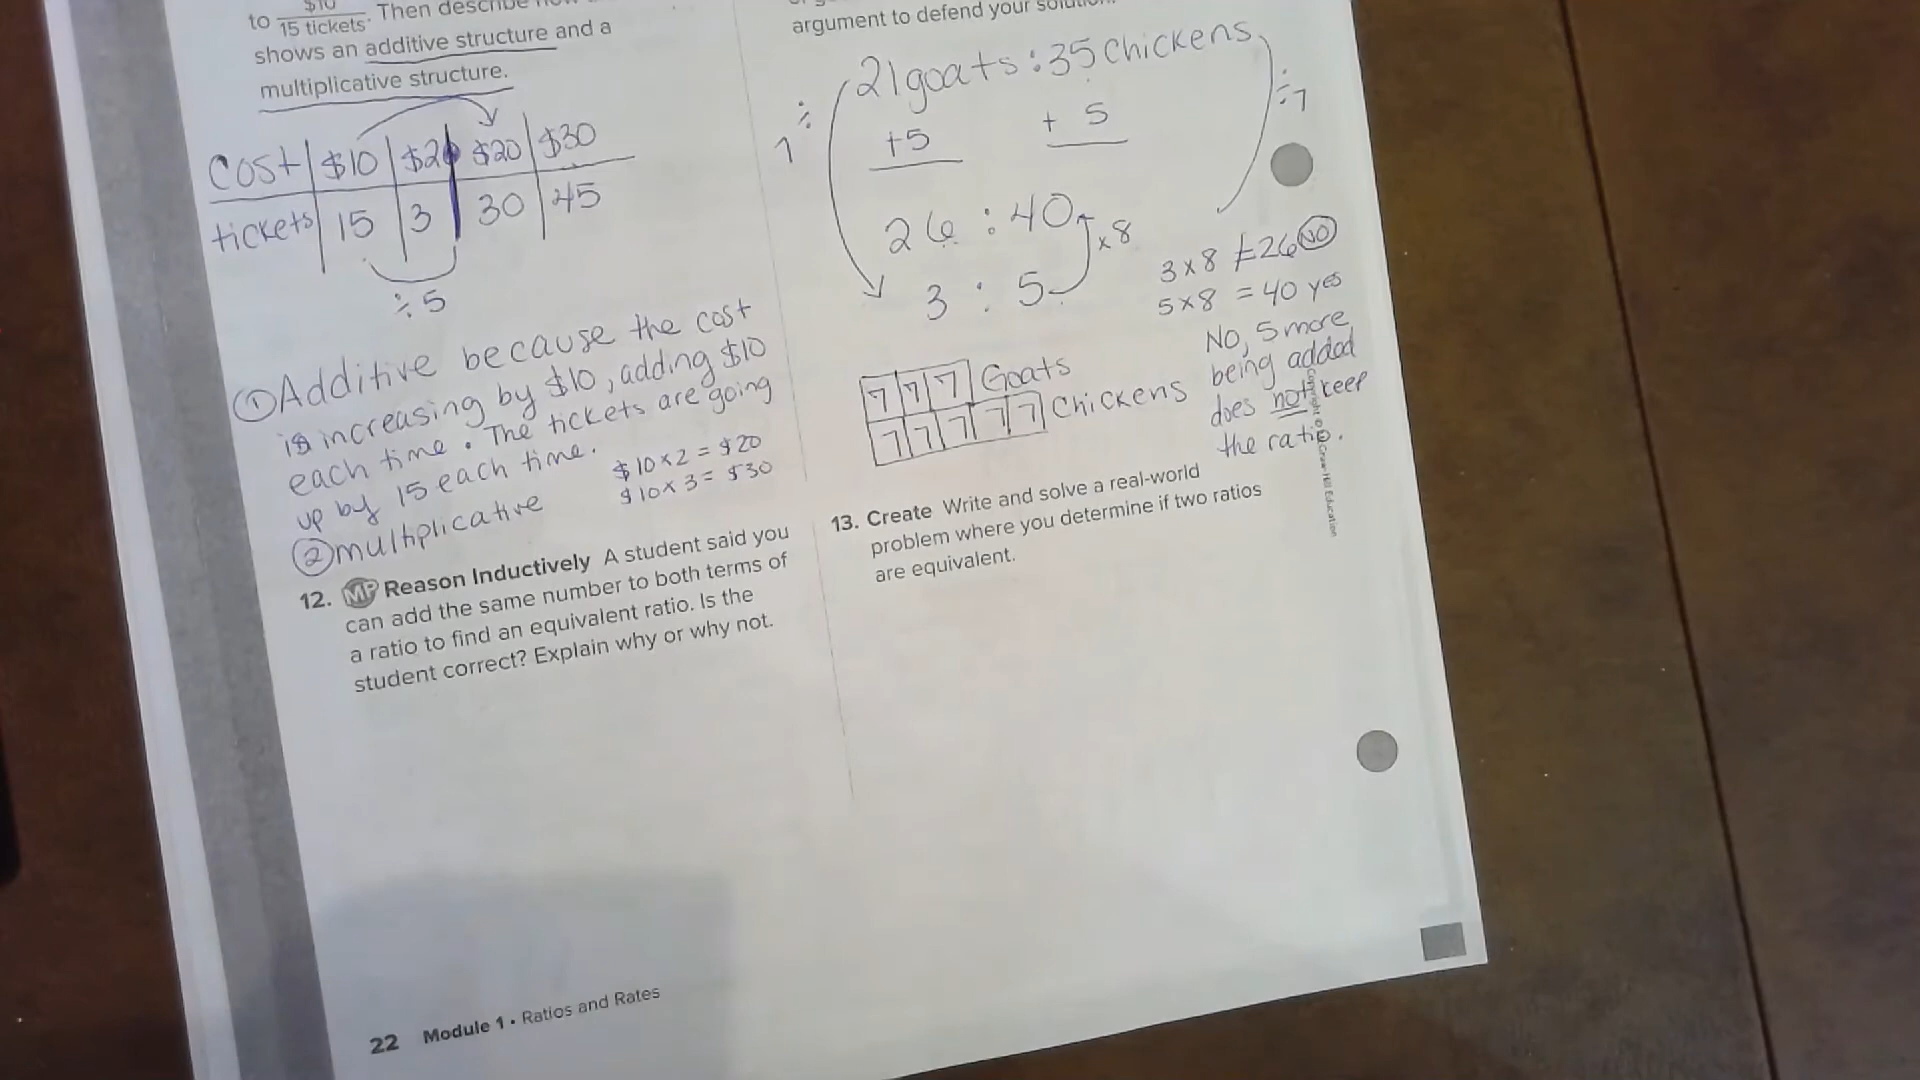 to $10
15 tickets. Then describe
shows an additive structure and a
multiplicative structure.
cost $10 $2 $20 $30
tickets 15 3 30 45
÷5
① Additive because the cost
is increasing by $10, adding $10
each time. The tickets are going
up by 15 each time.
$10 x 2 = $20
$10 x 3 = $30
② multiplicative
12. MP Reason Inductively A student said you
can add the same number to both terms of
a ratio to find an equivalent ratio. Is the
student correct? Explain why or why not.
argument to defend your solution.
21 goats : 35 chickens
÷
7
÷7
+5 + 5
26 : 40
x 8
3 : 5
3 x 8 ≠ 26 NO
5 x 8 = 40 yes
No, 5 more
being added
does not keep
the ratio.
7 7 7 Goats
7 7 7 7 7 Chickens
13. Create Write and solve a real-world
problem where you determine if two ratios
are equivalent.
22 Module 1 • Ratios and Rates